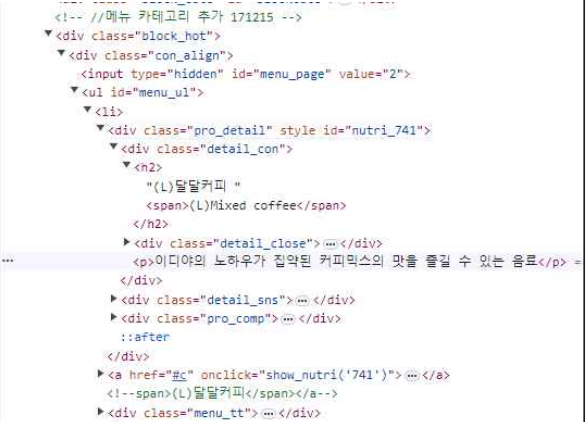 <!-- //메뉴 카테고리 추가 171215 -->
▼<div class="block_hot">
▼<div class="con_align">
<input type="hidden" id="menu_page" value="2">
▼<ul id="menu_ul">
▼<li>
▼<div class="pro_detail" style id="nutri_741">
▼<div class="detail_con">
▼<h2>
"(L)달달커피 "
<span>(L)Mixed coffee</span>
</h2>
▶<div class="detail_close">…</div>
… <p>이디야의 노하우가 집약된 커피믹스의 맛을 즐길 수 있는 음료</p> =
</div>
▶<div class="detail_sns">…</div>
▶<div class="pro_comp">…</div>
::after
</div>
▶<a href="#c" onclick="show_nutri('741')">…</a>
<!--span>(L)달달커피</span></a-->
▶<div class="menu_tt">…</div>